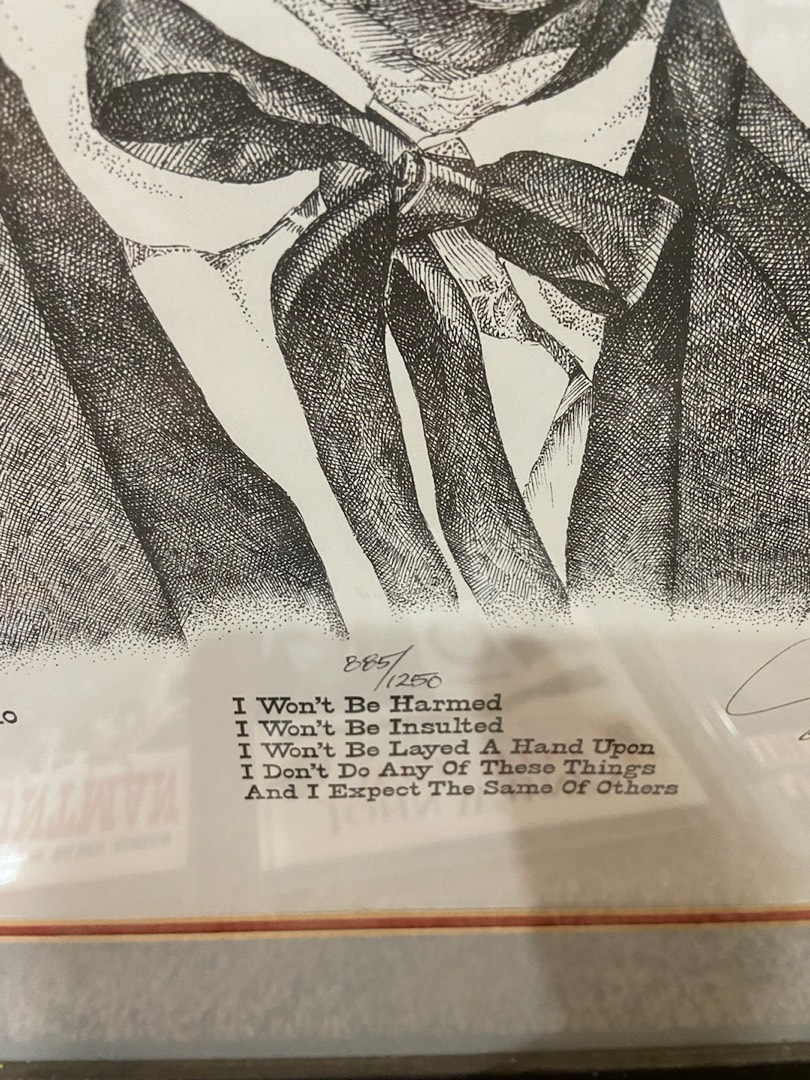 885/1250
I Won't Be Harmed
I Won't Be Insulted
I Won't Be Layed A Hand Upon
I Don't Do Any Of These Things
And I Expect The Same Of Others